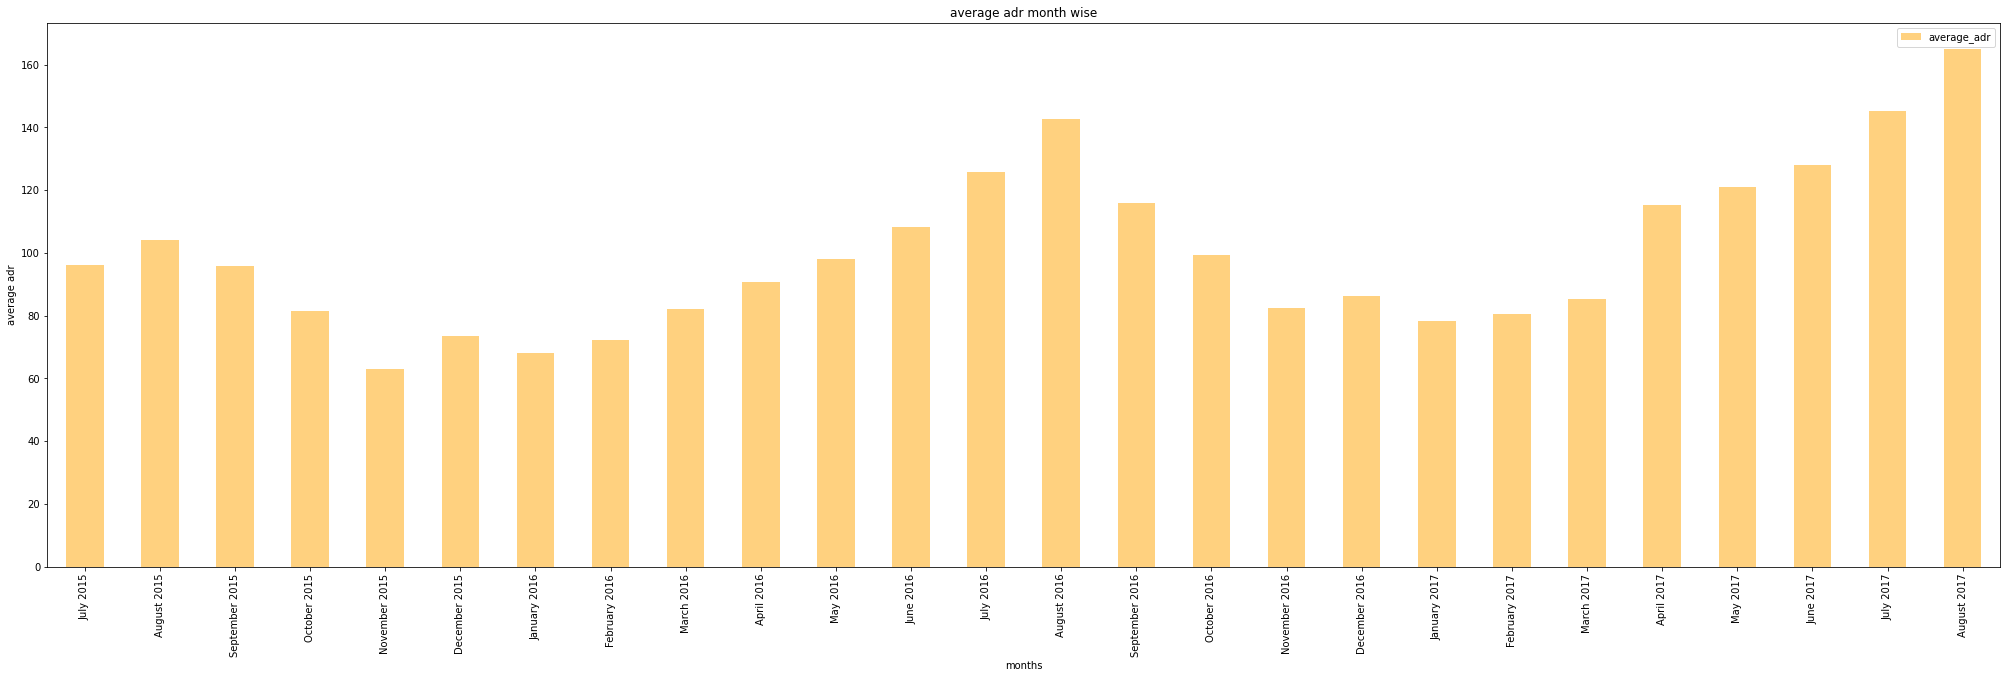 average adr month wise
average_adr
average adr
160
140
120
100
80
60
40
20
0
July 2015
August 2015
September 2015
October 2015
November 2015
December 2015
January 2016
February 2016
March 2016
April 2016
May 2016
June 2016
July 2016
August 2016
September 2016
October 2016
November 2016
December 2016
January 2017
February 2017
March 2017
April 2017
May 2017
June 2017
July 2017
August 2017
months